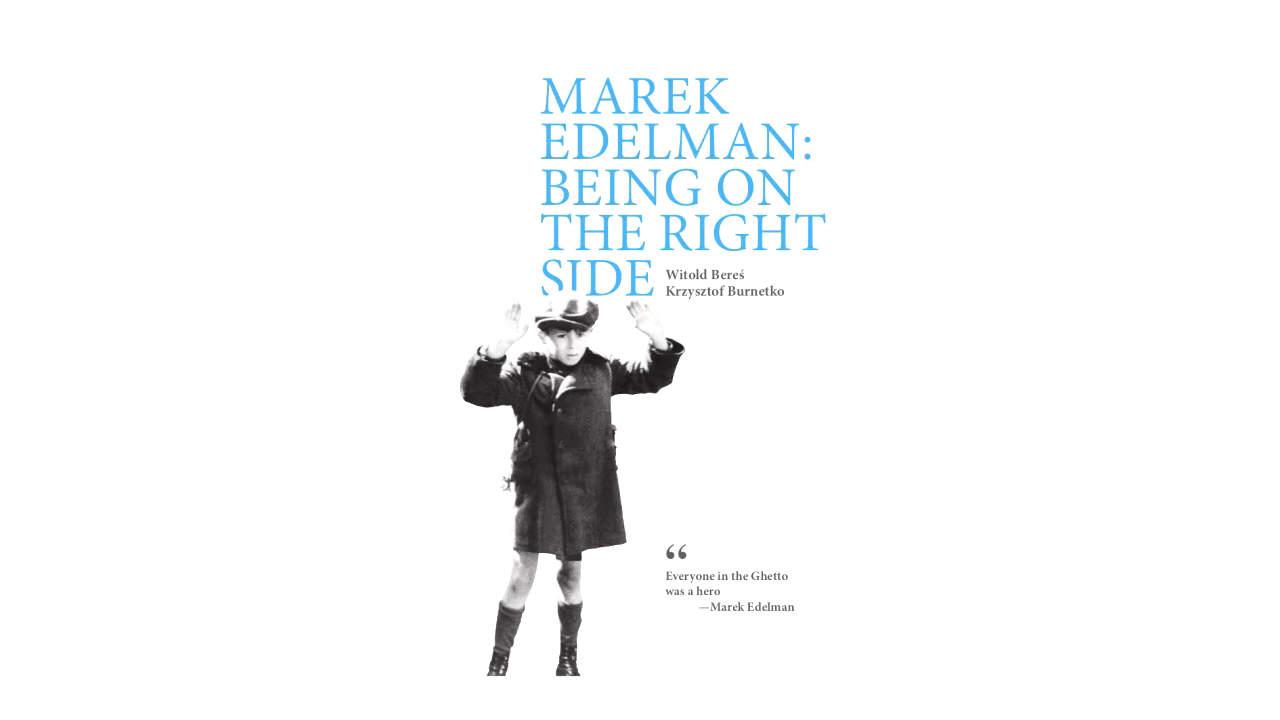 MAREK
EDELMAN:
BEING ON
THE RIGHT
SIDE
Witold Bereś
Krzysztof Burnetko
“
Everyone in the Ghetto
was a hero
—Marek Edelman